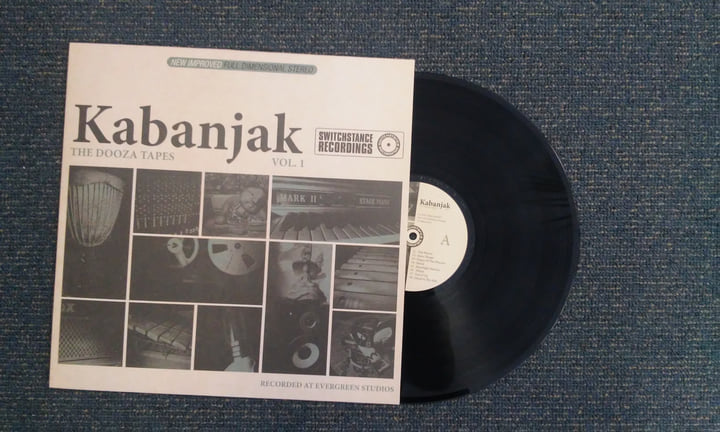 NEW IMPROVED FULL DIMENSIONAL STEREO
Kabanjak
THE DOOZA TAPES
VOL. 1
SWITCHSTANCE
RECORDINGS
MARK II
STAGE PIANO
RECORDED AT EVERGREEN STUDIOS
Kabanjak
A